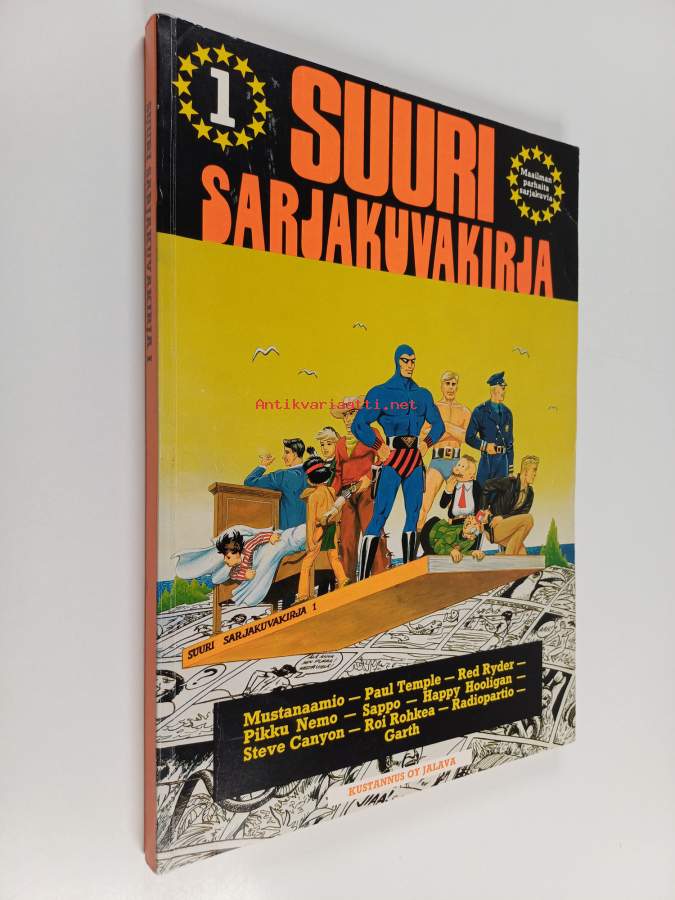 SUURI SARJAKUVAKIRJA 1
1
SUURI
SARJAKUVAKIRJA
Maailman
parhaita
sarjakuvia
Antikvariaatti.net
SUURI SARJAKUVAKIRJA 1
Mustanaamio — Paul Temple — Red Ryder —
Pikku Nemo — Sappo — Happy Hooligan —
Steve Canyon — Roi Rohkea — Radiopartio —
Garth
KUSTANNUS OY JALAVA